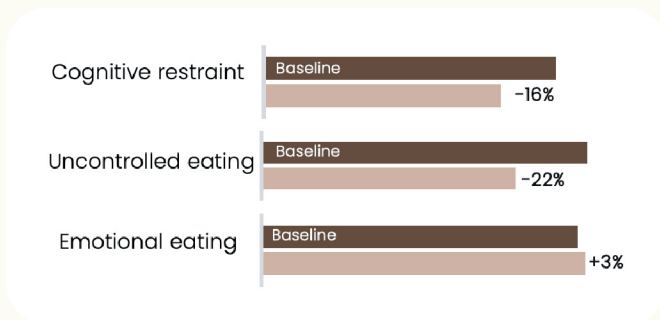 Cognitive restraint
Baseline
-16%
Uncontrolled eating
Baseline
-22%
Emotional eating
Baseline
+3%